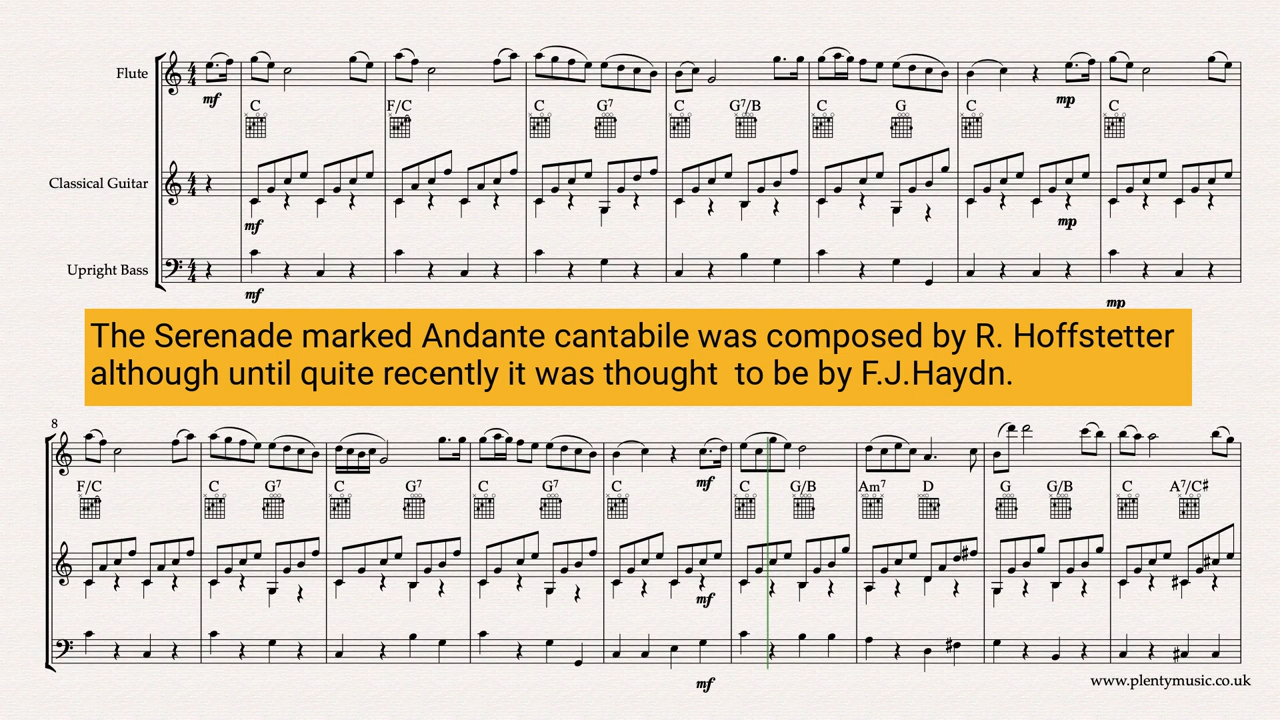 Flute
mf
mp
C F/C C G7 C G7/B C G C C
Classical Guitar
mf
mp
Upright Bass
mf
mp
The Serenade marked Andante cantabile was composed by R. Hoffstetter
although until quite recently it was thought to be by F.J.Haydn.
8
mf
F/C C G7 C G7 C G7 C C G/B Am7 D G G/B C A7/C♯
mf
mf
www.plentymusic.co.uk